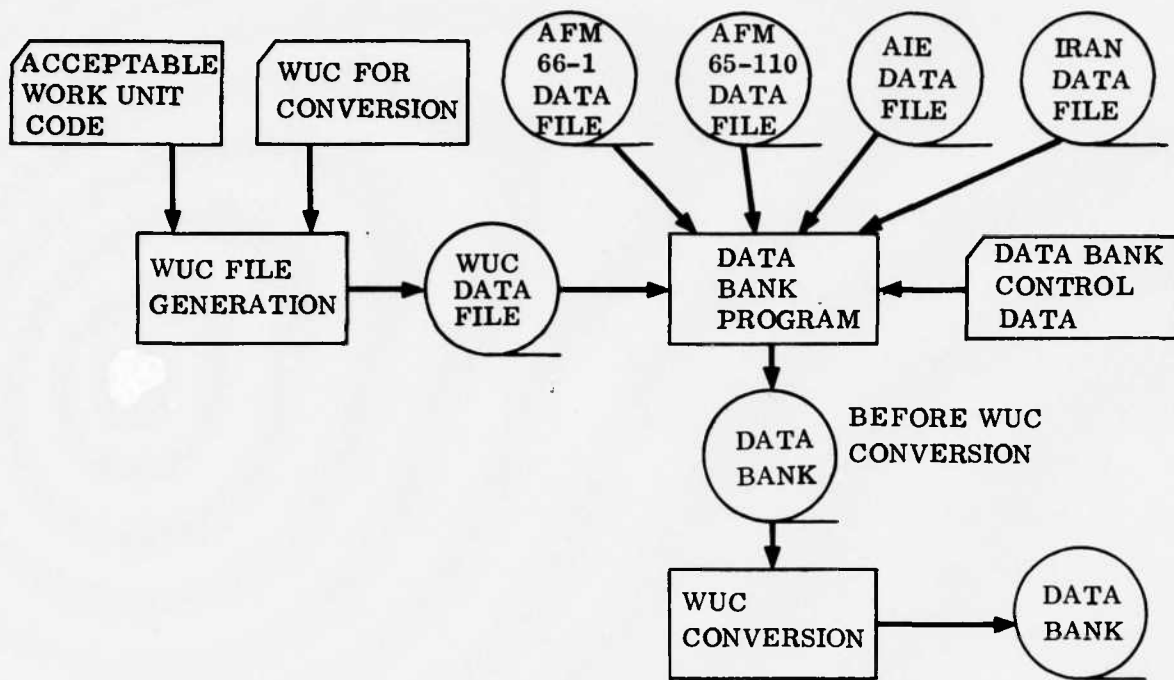 ACCEPTABLE
WORK UNIT
CODE
WUC FOR
CONVERSION
AFM
66-1
DATA
FILE
AFM
65-110
DATA
FILE
AIE
DATA
FILE
IRAN
DATA
FILE
WUC FILE
GENERATION
WUC
DATA
FILE
DATA
BANK
PROGRAM
DATA BANK
CONTROL
DATA
DATA
BANK
BEFORE WUC
CONVERSION
WUC
CONVERSION
DATA
BANK